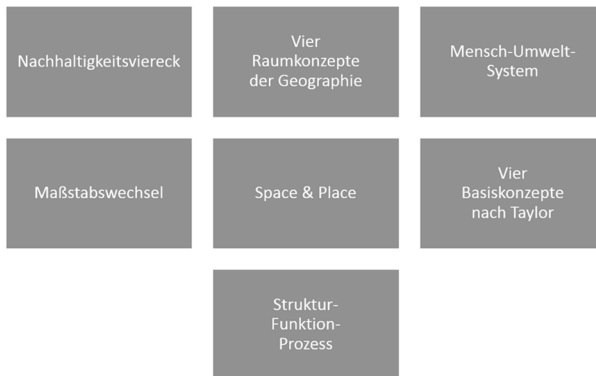 Nachhaltigkeitsviereck
Vier
Raumkonzepte
der Geographie
Mensch-Umwelt-
System
Maßstabswechsel
Space & Place
Vier
Basiskonzepte
nach Taylor
Struktur-
Funktion-
Prozess